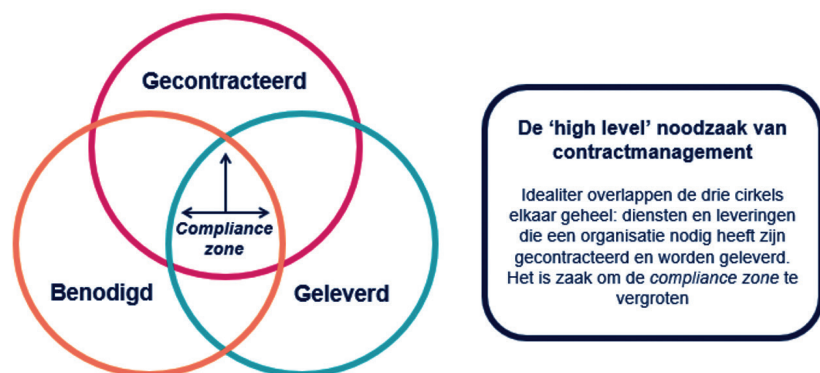 Gecontracteerd
Compliance
zone
Benodigd
Geleverd
De ‘high level’ noodzaak van
contractmanagement
Idealiter overlappen de drie cirkels
elkaar geheel: diensten en leveringen
die een organisatie nodig heeft zijn
gecontracteerd en worden geleverd.
Het is zaak om de compliance zone te
vergroten